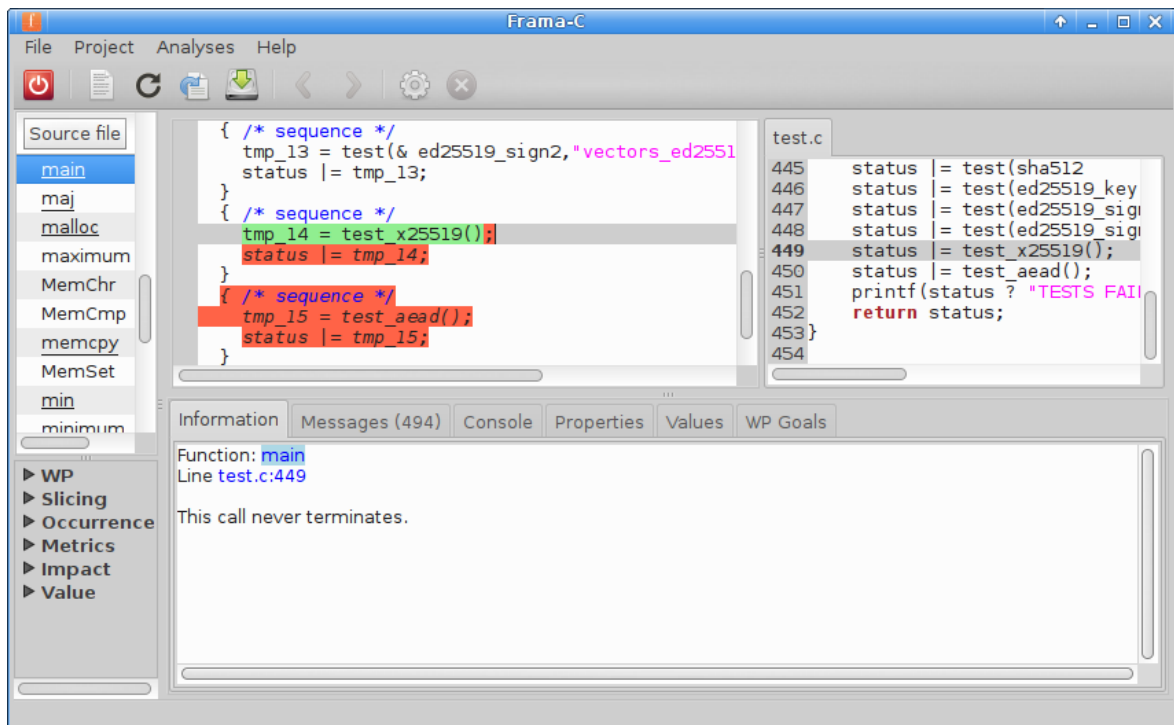 Frama-C
File Project Analyses Help
Source file
main
maj
malloc
maximum
MemChr
MemCmp
memcpy
MemSet
min
minimum
WP
Slicing
Occurrence
Metrics
Impact
Value
{ /* sequence */
tmp_13 = test(& ed25519_sign2,"vectors_ed2551
status |= tmp_13;
}
{ /* sequence */
tmp_14 = test_x25519();
status |= tmp_14;
}
{ /* sequence */
tmp_15 = test_aead();
status |= tmp_15;
}
test.c
445 status |= test(sha512
446 status |= test(ed25519_key
447 status |= test(ed25519_sign
448 status |= test(ed25519_sign
449 status |= test_x25519();
450 status |= test_aead();
451 printf(status ? "TESTS FAI
452 return status;
453 }
454
Information Messages (494) Console Properties Values WP Goals
Function: main
Line test.c:449
This call never terminates.